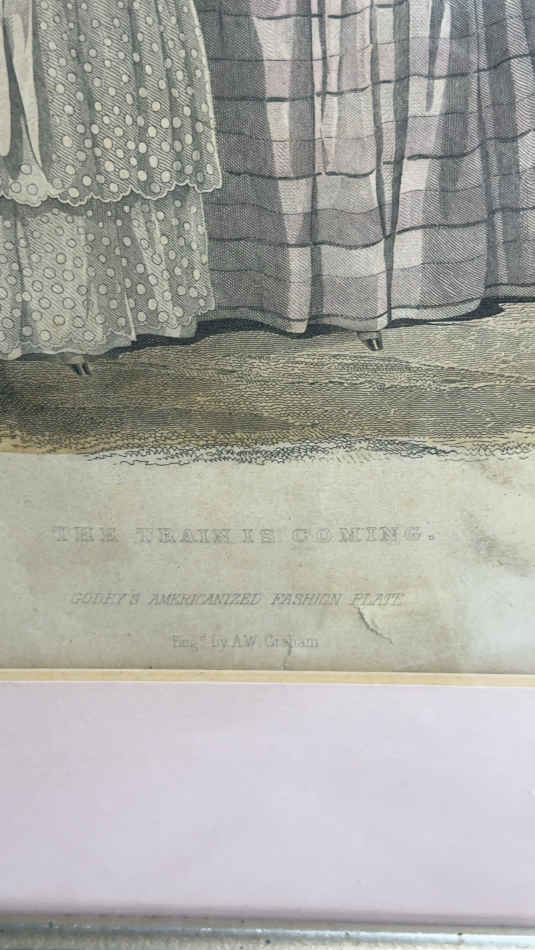 THE TRAIN IS COMING.
GODEY'S AMERICANIZED FASHION PLATE
Eng.d by A.W. Graham